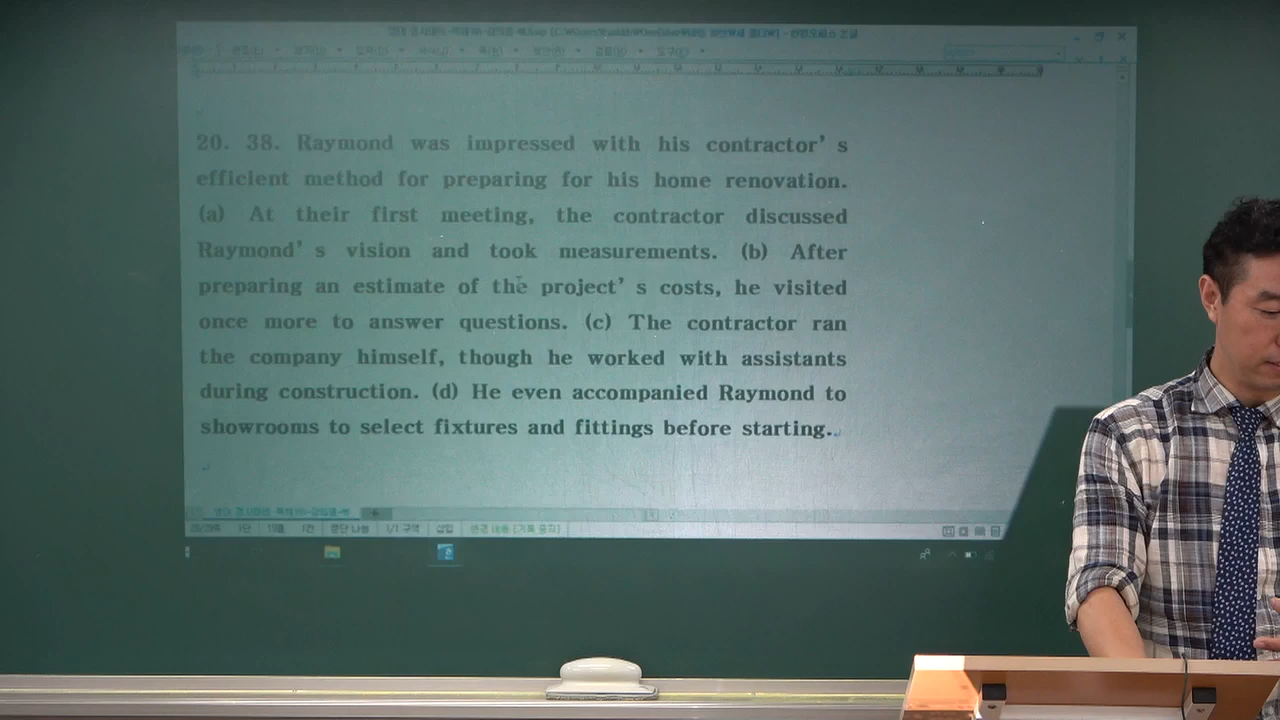 20. 38. Raymond was impressed with his contractor's
efficient method for preparing for his home renovation.
(a) At their first meeting, the contractor discussed
Raymond's vision and took measurements. (b) After
preparing an estimate of the project's costs, he visited
once more to answer questions. (c) The contractor ran
the company himself, though he worked with assistants
during construction. (d) He even accompanied Raymond to
showrooms to select fixtures and fittings before starting.